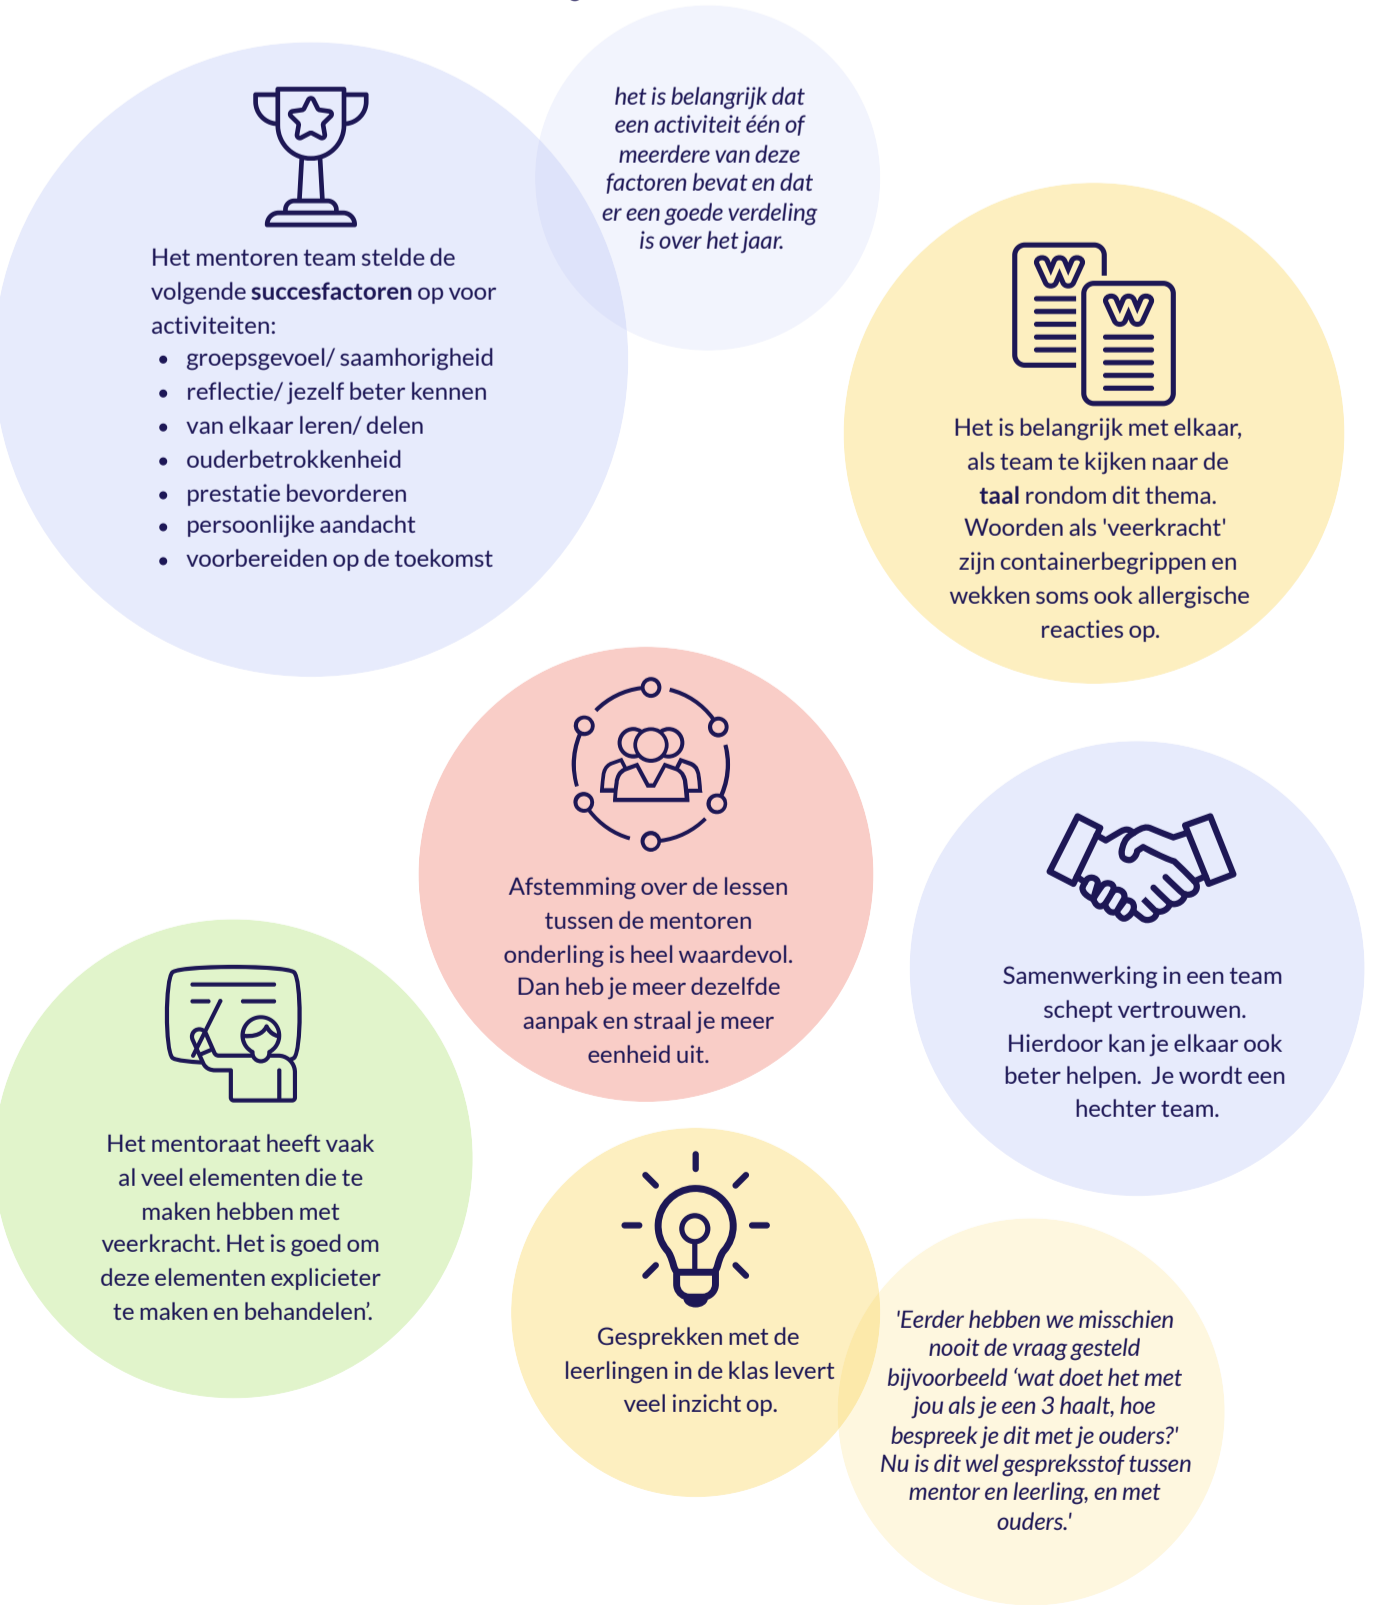 Het mentoren team stelde de
volgende succesfactoren op voor
activiteiten:
• groepsgevoel/ saamhorigheid
• reflectie/ jezelf beter kennen
• van elkaar leren/ delen
• ouderbetrokkenheid
• prestatie bevorderen
• persoonlijke aandacht
• voorbereiden op de toekomst
het is belangrijk dat
een activiteit één of
meerdere van deze
factoren bevat en dat
er een goede verdeling
is over het jaar.
W
W
Het is belangrijk met elkaar,
als team te kijken naar de
taal rondom dit thema.
Woorden als 'veerkracht'
zijn containerbegrippen en
wekken soms ook allergische
reacties op.
Afstemming over de lessen
tussen de mentoren
onderling is heel waardevol.
Dan heb je meer dezelfde
aanpak en straal je meer
eenheid uit.
Samenwerking in een team
schept vertrouwen.
Hierdoor kan je elkaar ook
beter helpen.  Je wordt een
hechter team.
Het mentoraat heeft vaak
al veel elementen die te
maken hebben met
veerkracht. Het is goed om
deze elementen explicieter
te maken en behandelen’.
Gesprekken met de
leerlingen in de klas levert
veel inzicht op.
'Eerder hebben we misschien
nooit de vraag gesteld
bijvoorbeeld ‘wat doet het met
jou als je een 3 haalt, hoe
bespreek je dit met je ouders?'
Nu is dit wel gespreksstof tussen
mentor en leerling, en met
ouders.'